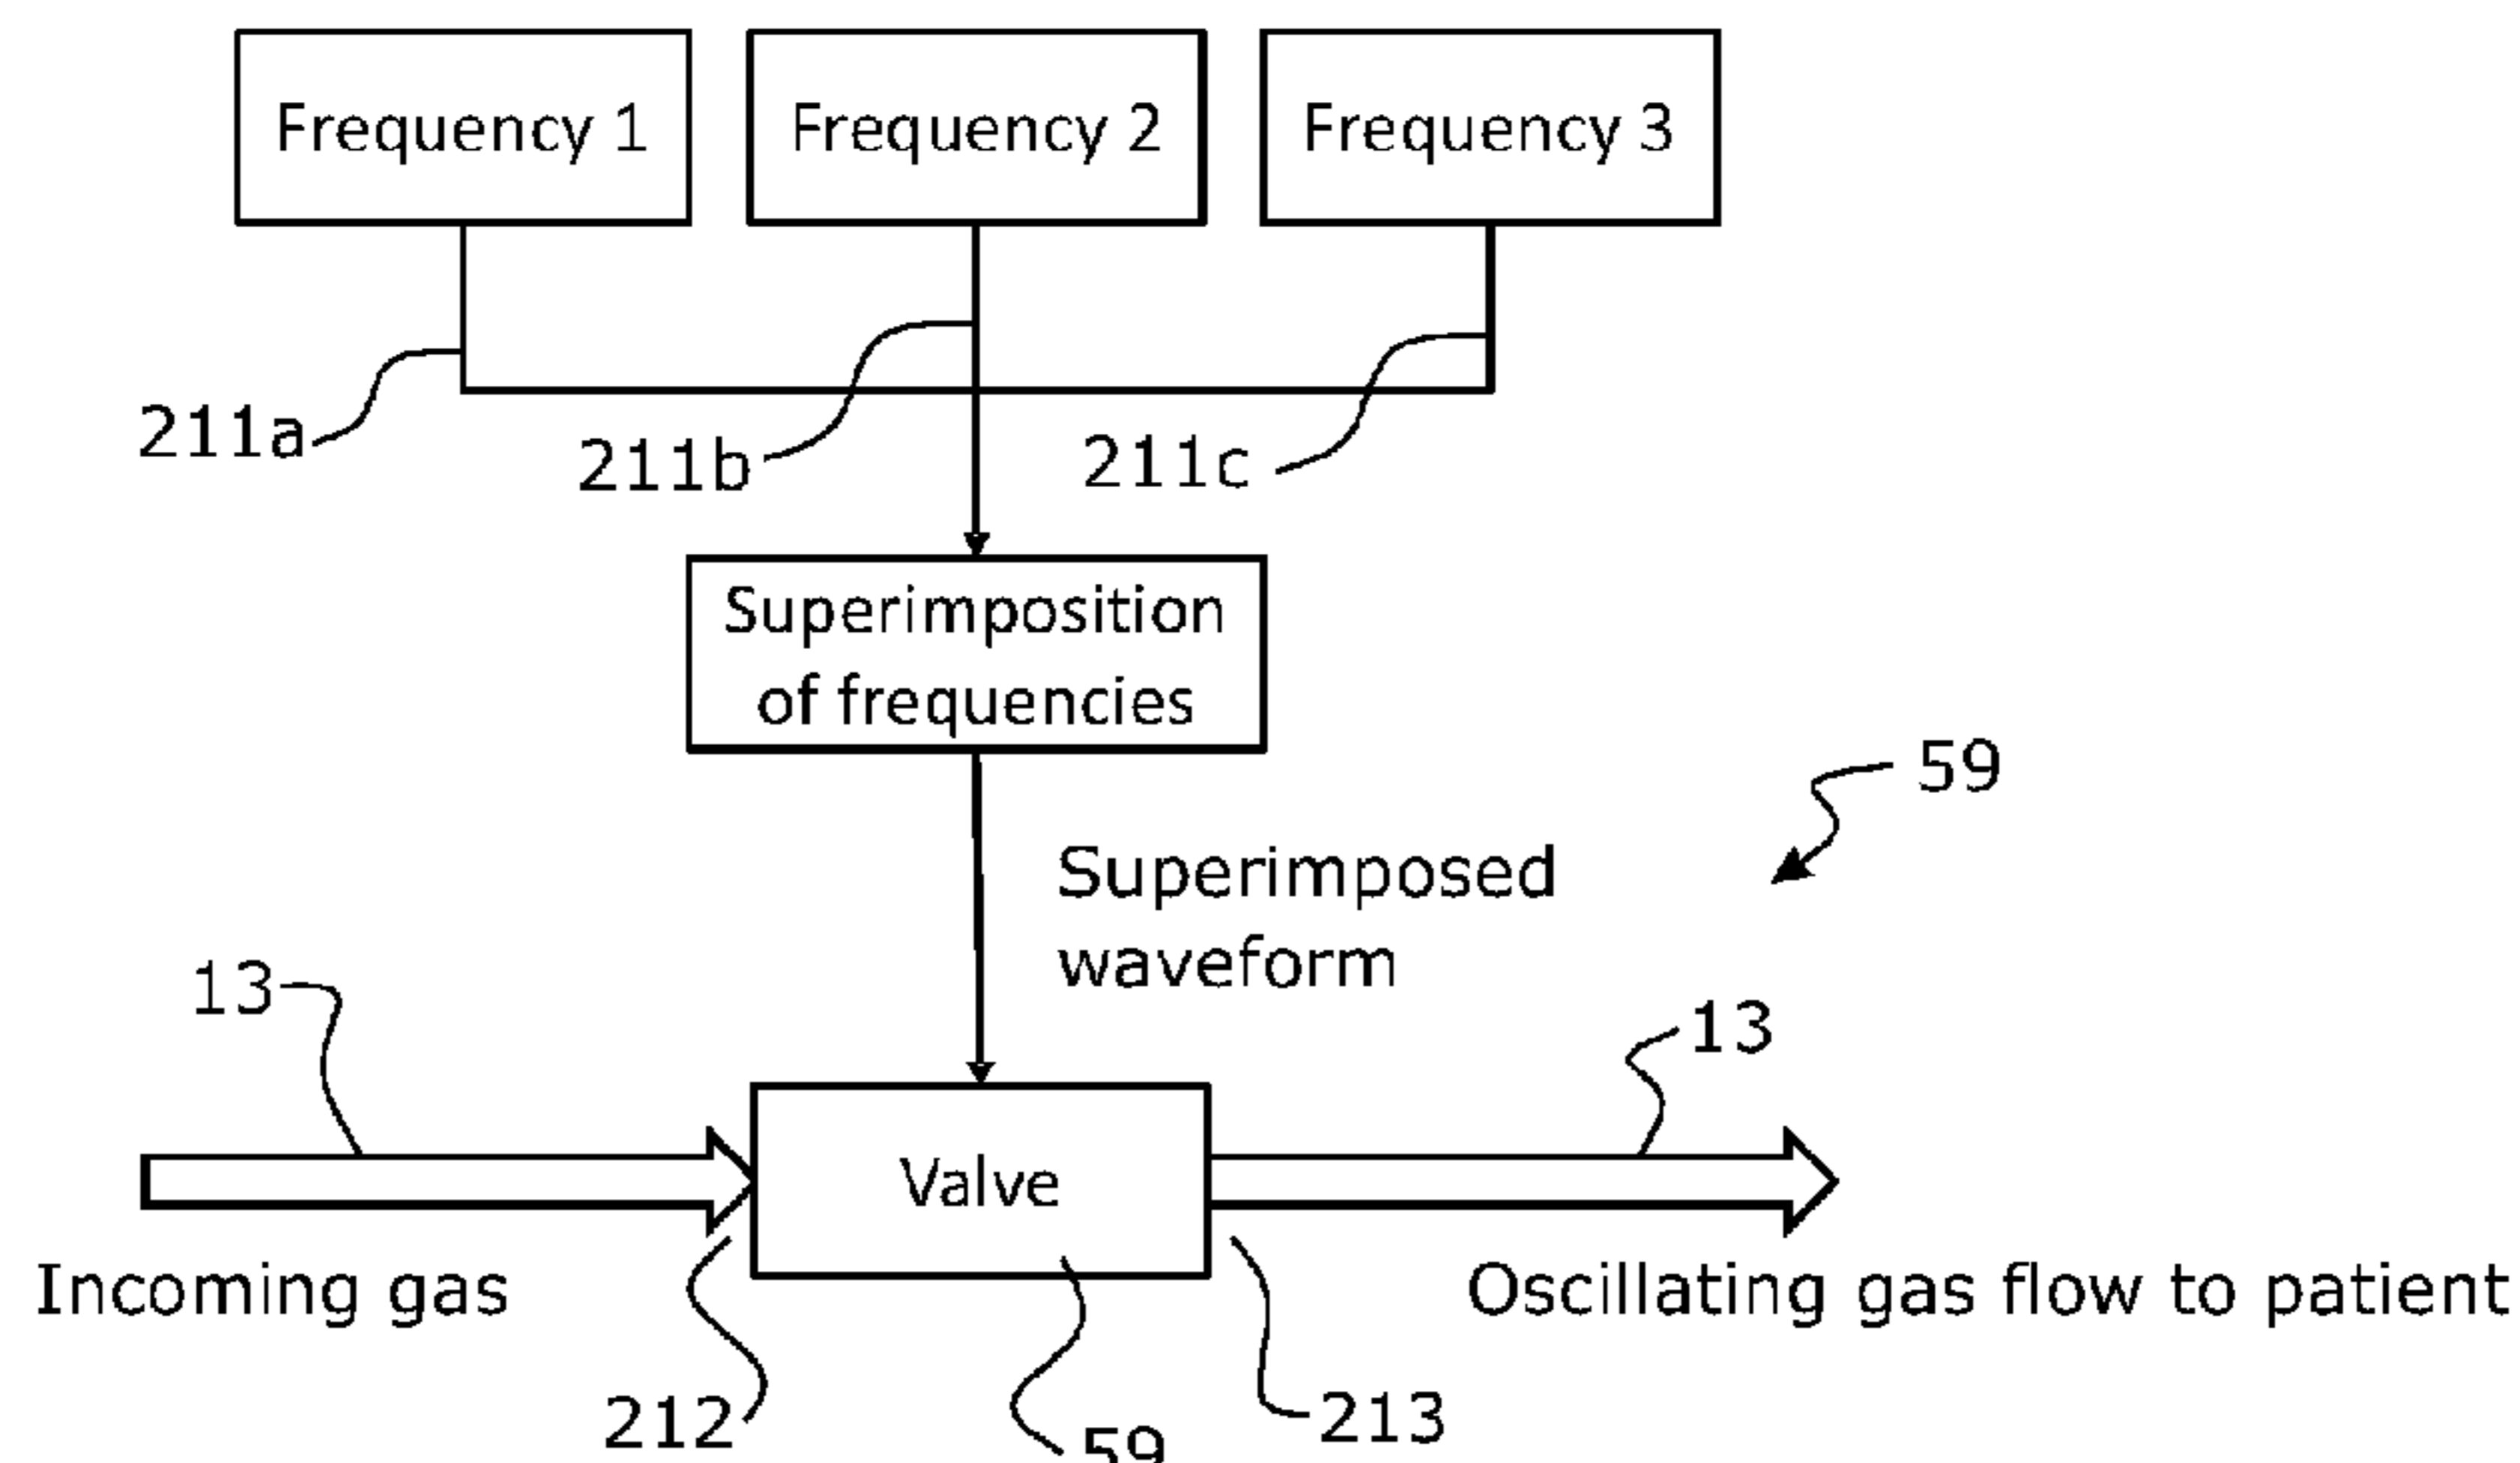 Frequency 1
Frequency 2
Frequency 3
211a
211b
211c
Superimposition
of frequencies
59
Superimposed
waveform
13
13
Valve
Incoming gas
Oscillating gas flow to patient
212
59
213